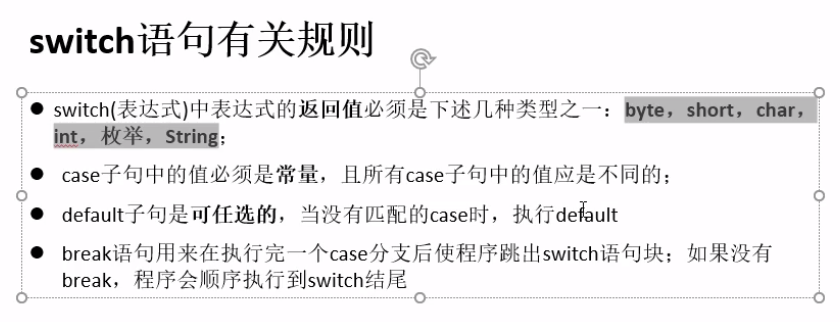 switch语句有关规则
● switch(表达式)中表达式的返回值必须是下述几种类型之一：byte，short，char，
int，枚举，String；
● case子句中的值必须是常量，且所有case子句中的值应是不同的；
● default子句是可任选的，当没有匹配的case时，执行default
● break语句用来在执行完一个case分支后使程序跳出switch语句块；如果没有
break，程序会顺序执行到switch结尾